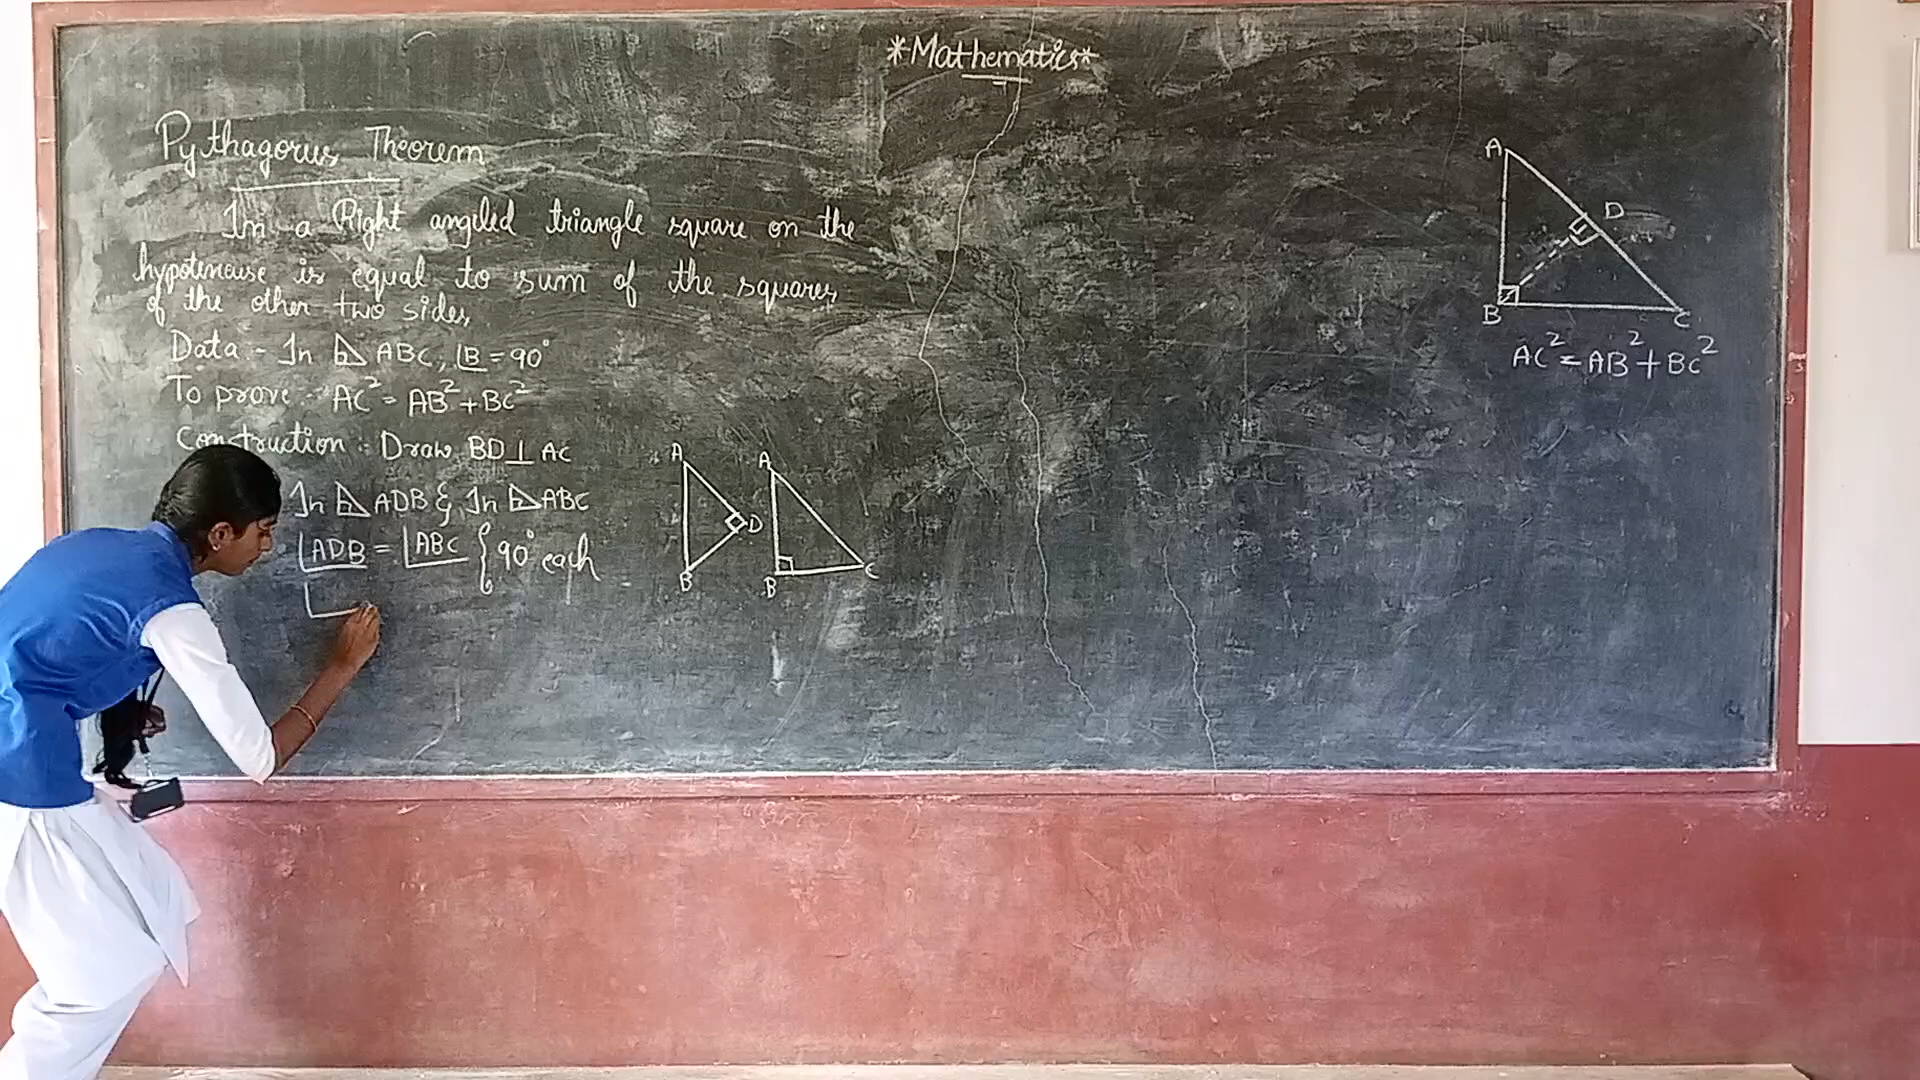 *Mathematics*
Pythagorus Theorem
In a Right angled triangle square on the
hypotenuse is equal to sum of the squares
of the other two sides,
Data:- In ⊿ ABC, ∠B = 90°
To prove:- AC² = AB² + BC²
Construction: Draw BD ⊥ AC
In ⊿ ADB & In ⊿ ABC
∠ADB = ∠ABC { 90° each
A
D
B
A
B
C
A
D
B
C
AC² = AB² + BC²